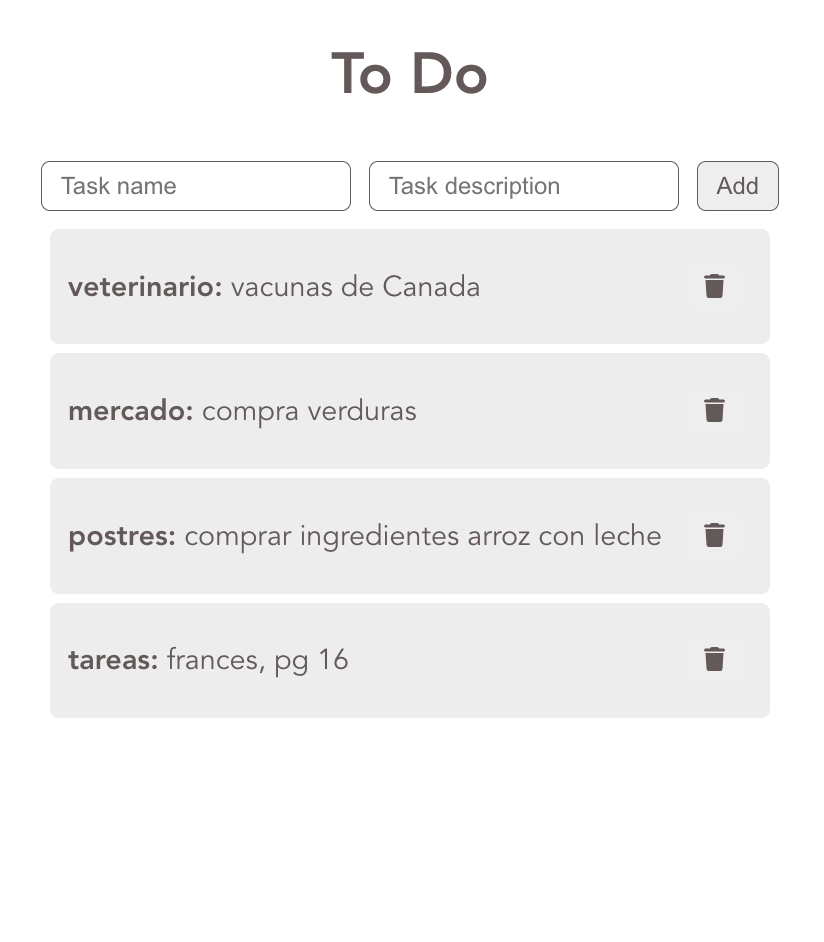 To Do
Task name Task description Add
veterinario: vacunas de Canada
mercado: compra verduras
postres: comprar ingredientes arroz con leche
tareas: frances, pg 16